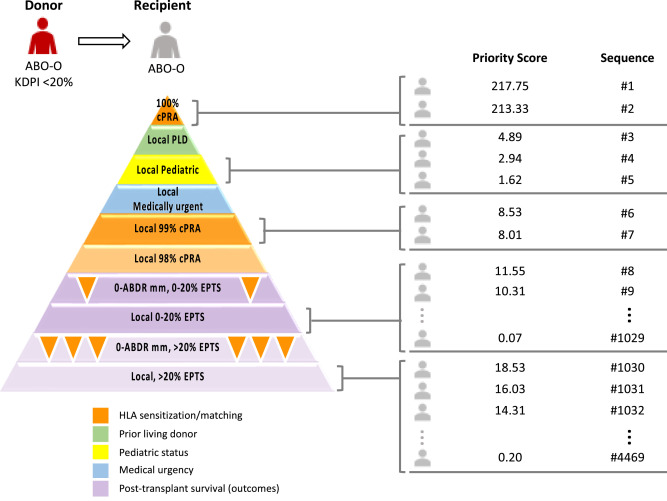 Donor
Recipient
ABO-O
KDPI <20%
ABO-O
Priority Score Sequence
217.75 #1
213.33 #2
4.89 #3
2.94 #4
1.62 #5
8.53 #6
8.01 #7
11.55 #8
10.31 #9
0.07 #1029
18.53 #1030
16.03 #1031
14.31 #1032
0.20 #4469
100%
cPRA
Local PLD
Local Pediatric
Local
Medically urgent
Local 99% cPRA
Local 98% cPRA
0-ABDR mm, 0-20% EPTS
Local 0-20% EPTS
0-ABDR mm, >20% EPTS
Local, >20% EPTS
HLA sensitization/matching
Prior living donor
Pediatric status
Medical urgency
Post-transplant survival (outcomes)